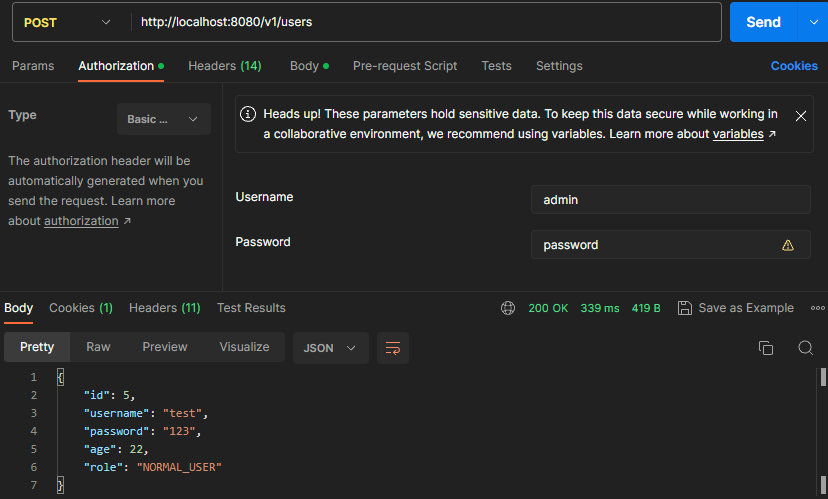 POST http://localhost:8080/v1/users Send
Params Authorization Headers (14) Body Pre-request Script Tests Settings Cookies
Type Basic ...
The authorization header will be
automatically generated when you
send the request. Learn more
about authorization ↗
Heads up! These parameters hold sensitive data. To keep this data secure while working in
a collaborative environment, we recommend using variables. Learn more about variables ↗
Username admin
Password password
Body Cookies (1) Headers (11) Test Results 200 OK 339 ms 419 B Save as Example
Pretty Raw Preview Visualize JSON
1 {
2 "id": 5,
3 "username": "test",
4 "password": "123",
5 "age": 22,
6 "role": "NORMAL_USER"
7 }